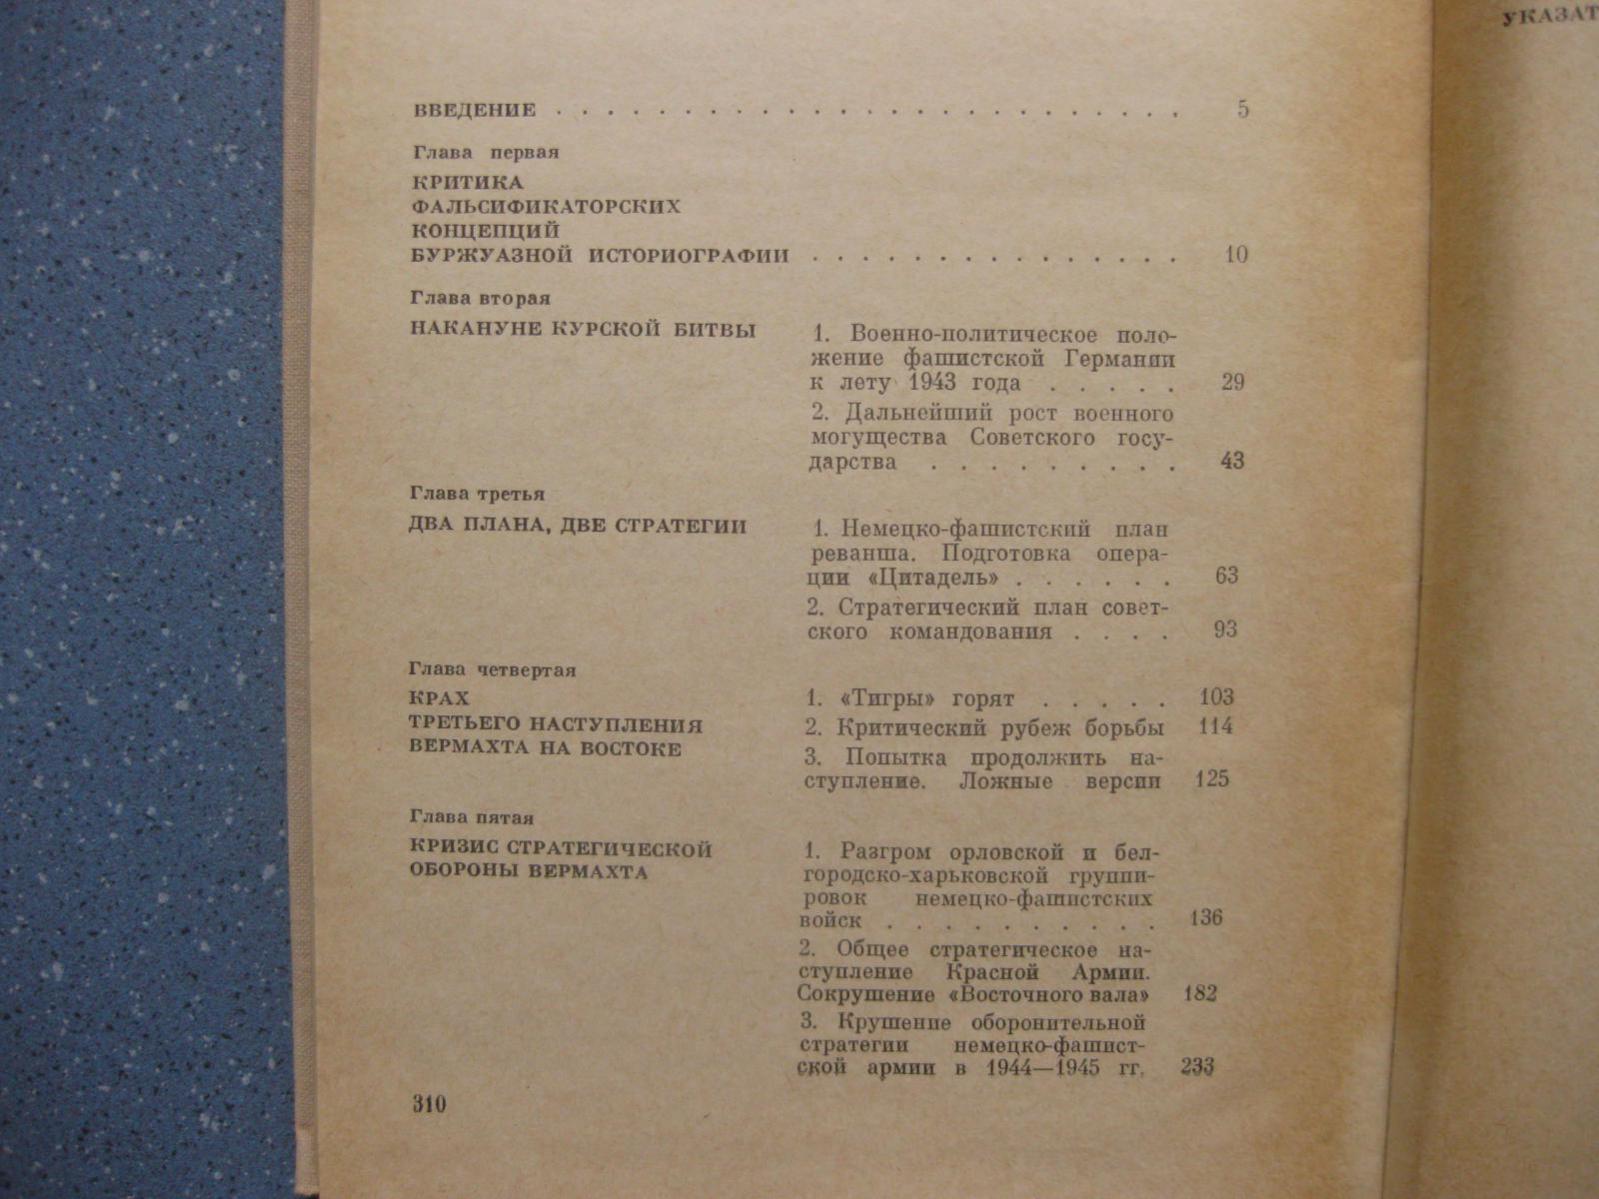 ВВЕДЕНИЕ . . . . . . . . . . . . . . . . . . . . . . . . . 5
Глава первая
КРИТИКА
ФАЛЬСИФИКАТОРСКИХ
КОНЦЕПЦИЙ
БУРЖУАЗНОЙ ИСТОРИОГРАФИИ . . . . . . . . . . . . . . . 10
Глава вторая
НАКАНУНЕ КУРСКОЙ БИТВЫ
1. Военно-политическое поло-
жение фашистской Германии
к лету 1943 года . . . . . 29
2. Дальнейший рост военного
могущества Советского госу-
дарства . . . . . . . . . 43
Глава третья
ДВА ПЛАНА, ДВЕ СТРАТЕГИИ
1. Немецко-фашистский план
реванша. Подготовка опера-
ции «Цитадель» . . . . . . 63
2. Стратегический план совет-
ского командования . . . . 93
Глава четвертая
КРАХ
ТРЕТЬЕГО НАСТУПЛЕНИЯ
ВЕРМАХТА НА ВОСТОКЕ
1. «Тигры» горят . . . . . 103
2. Критический рубеж борьбы 114
3. Попытка продолжить на-
ступление. Ложные версии 125
Глава пятая
КРИЗИС СТРАТЕГИЧЕСКОЙ
ОБОРОНЫ ВЕРМАХТА
1. Разгром орловской и бел-
городско-харьковской группи-
ровок немецко-фашистских
войск . . . . . . . . . . 136
2. Общее стратегическое на-
ступление Красной Армии.
Сокрушение «Восточного вала» 182
3. Крушение оборонительной
стратегии немецко-фашист-
ской армии в 1944—1945 гг. 233
310
УКАЗАТ